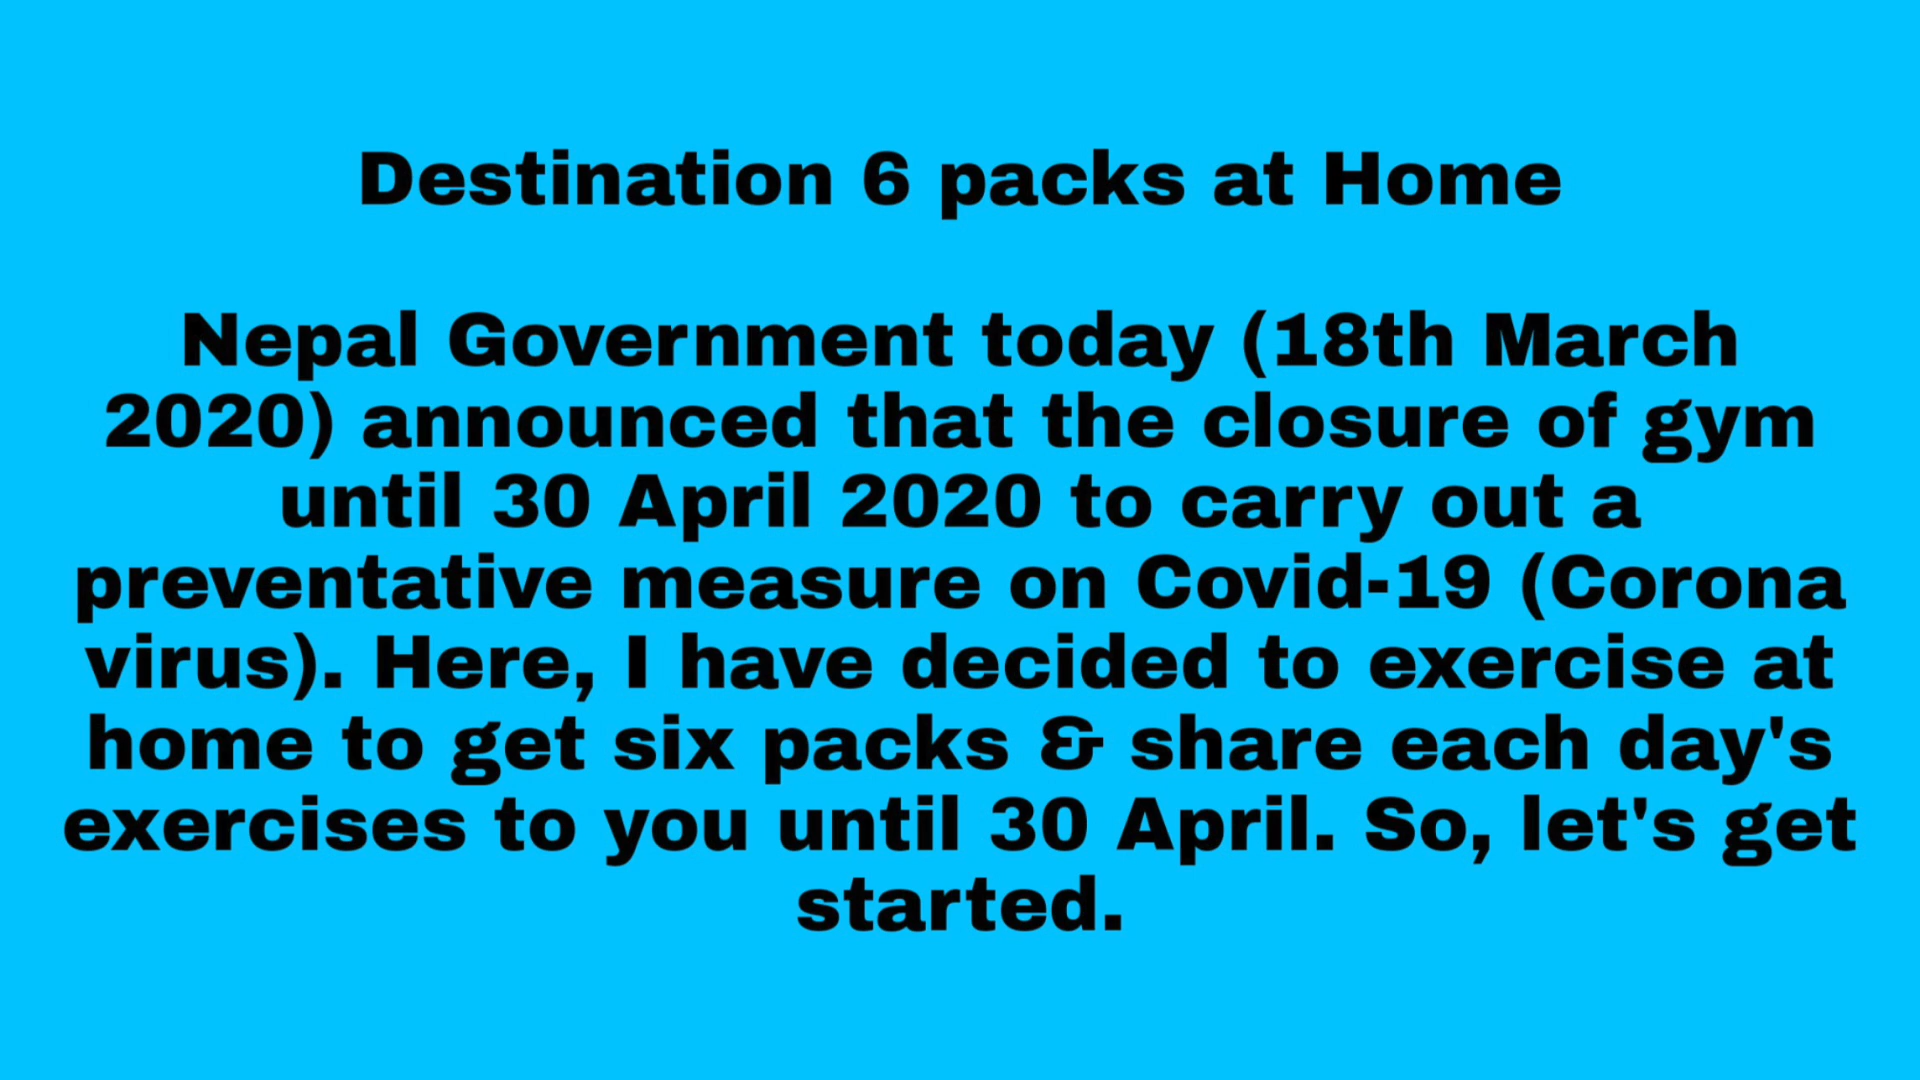 Destination 6 packs at Home
Nepal Government today (18th March
2020) announced that the closure of gym
until 30 April 2020 to carry out a
preventative measure on Covid-19 (Corona
virus). Here, I have decided to exercise at
home to get six packs & share each day's
exercises to you until 30 April. So, let's get
started.